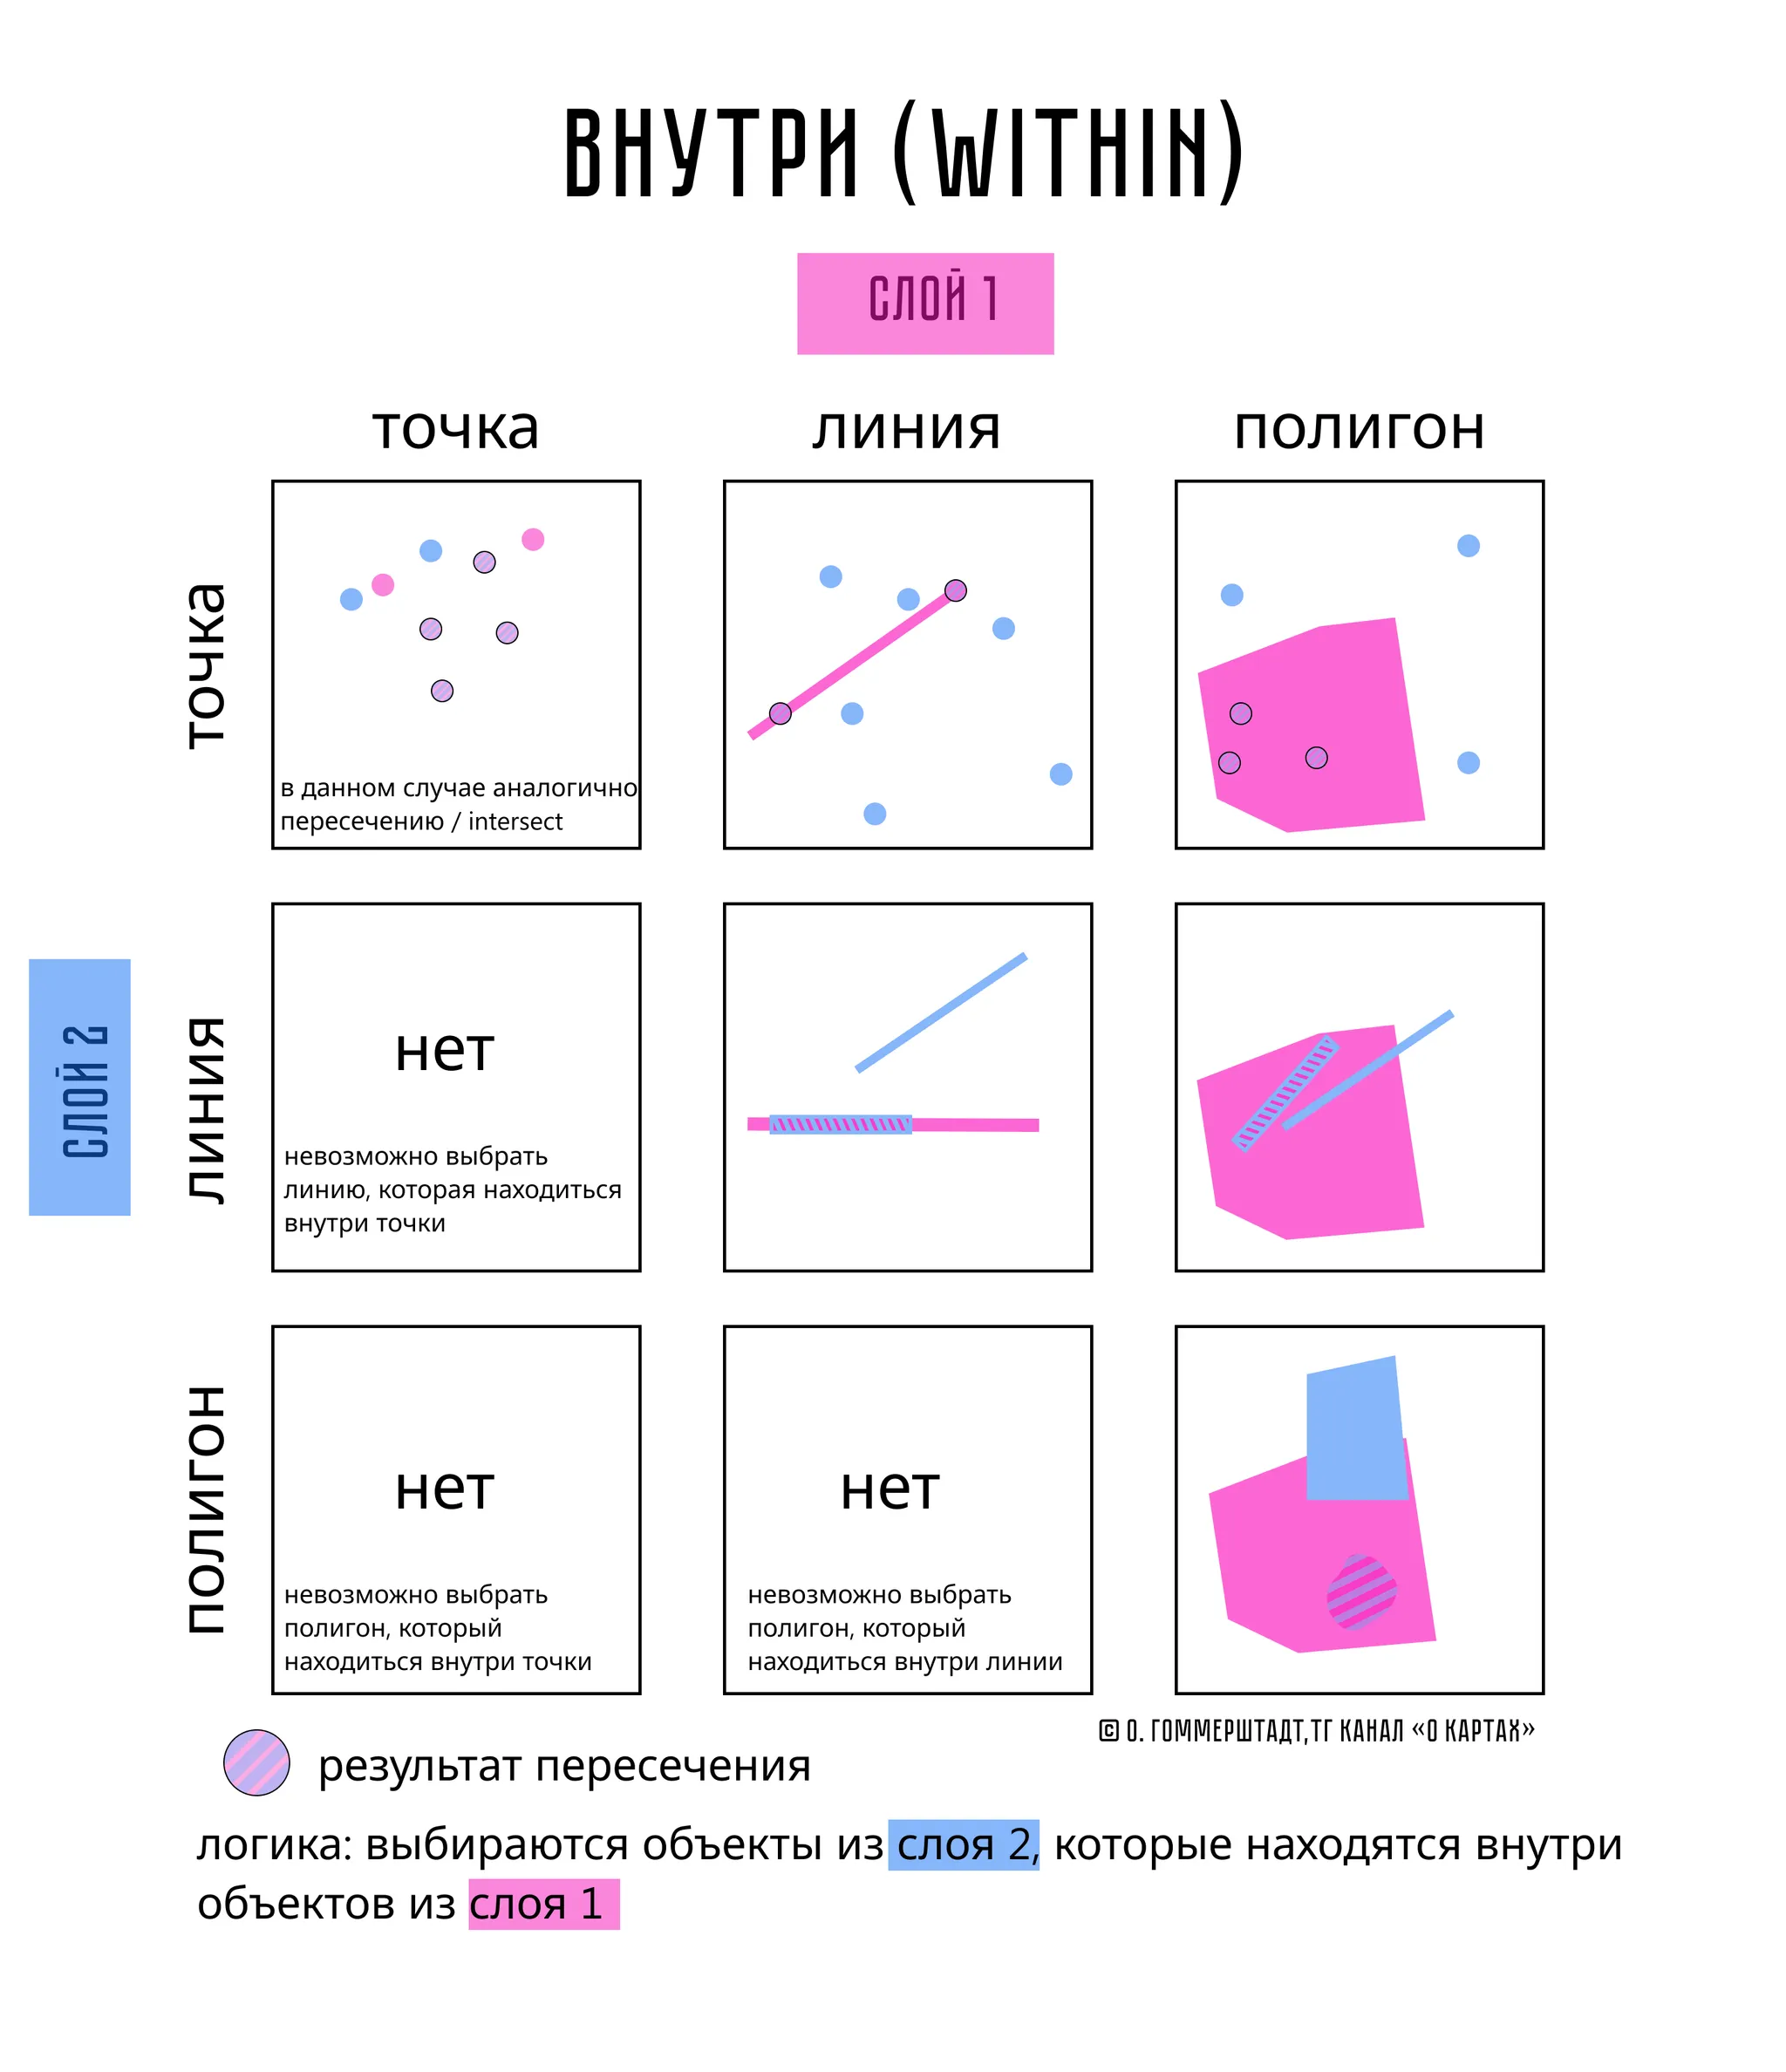 ВНУТРИ (WITHIN)
СЛОЙ 1
точка
линия
полигон
точка
в данном случае аналогично
пересечению / intersect
СЛОЙ 2
линия
нет
невозможно выбрать
линию, которая находиться
внутри точки
полигон
нет
невозможно выбрать
полигон, который
находиться внутри точки
нет
невозможно выбрать
полигон, который
находиться внутри линии
© О. ГОММЕРШТАДТ,ТГ КАНАЛ «О КАРТАХ»
результат пересечения
логика: выбираются объекты из слоя 2, которые находятся внутри
объектов из слоя 1